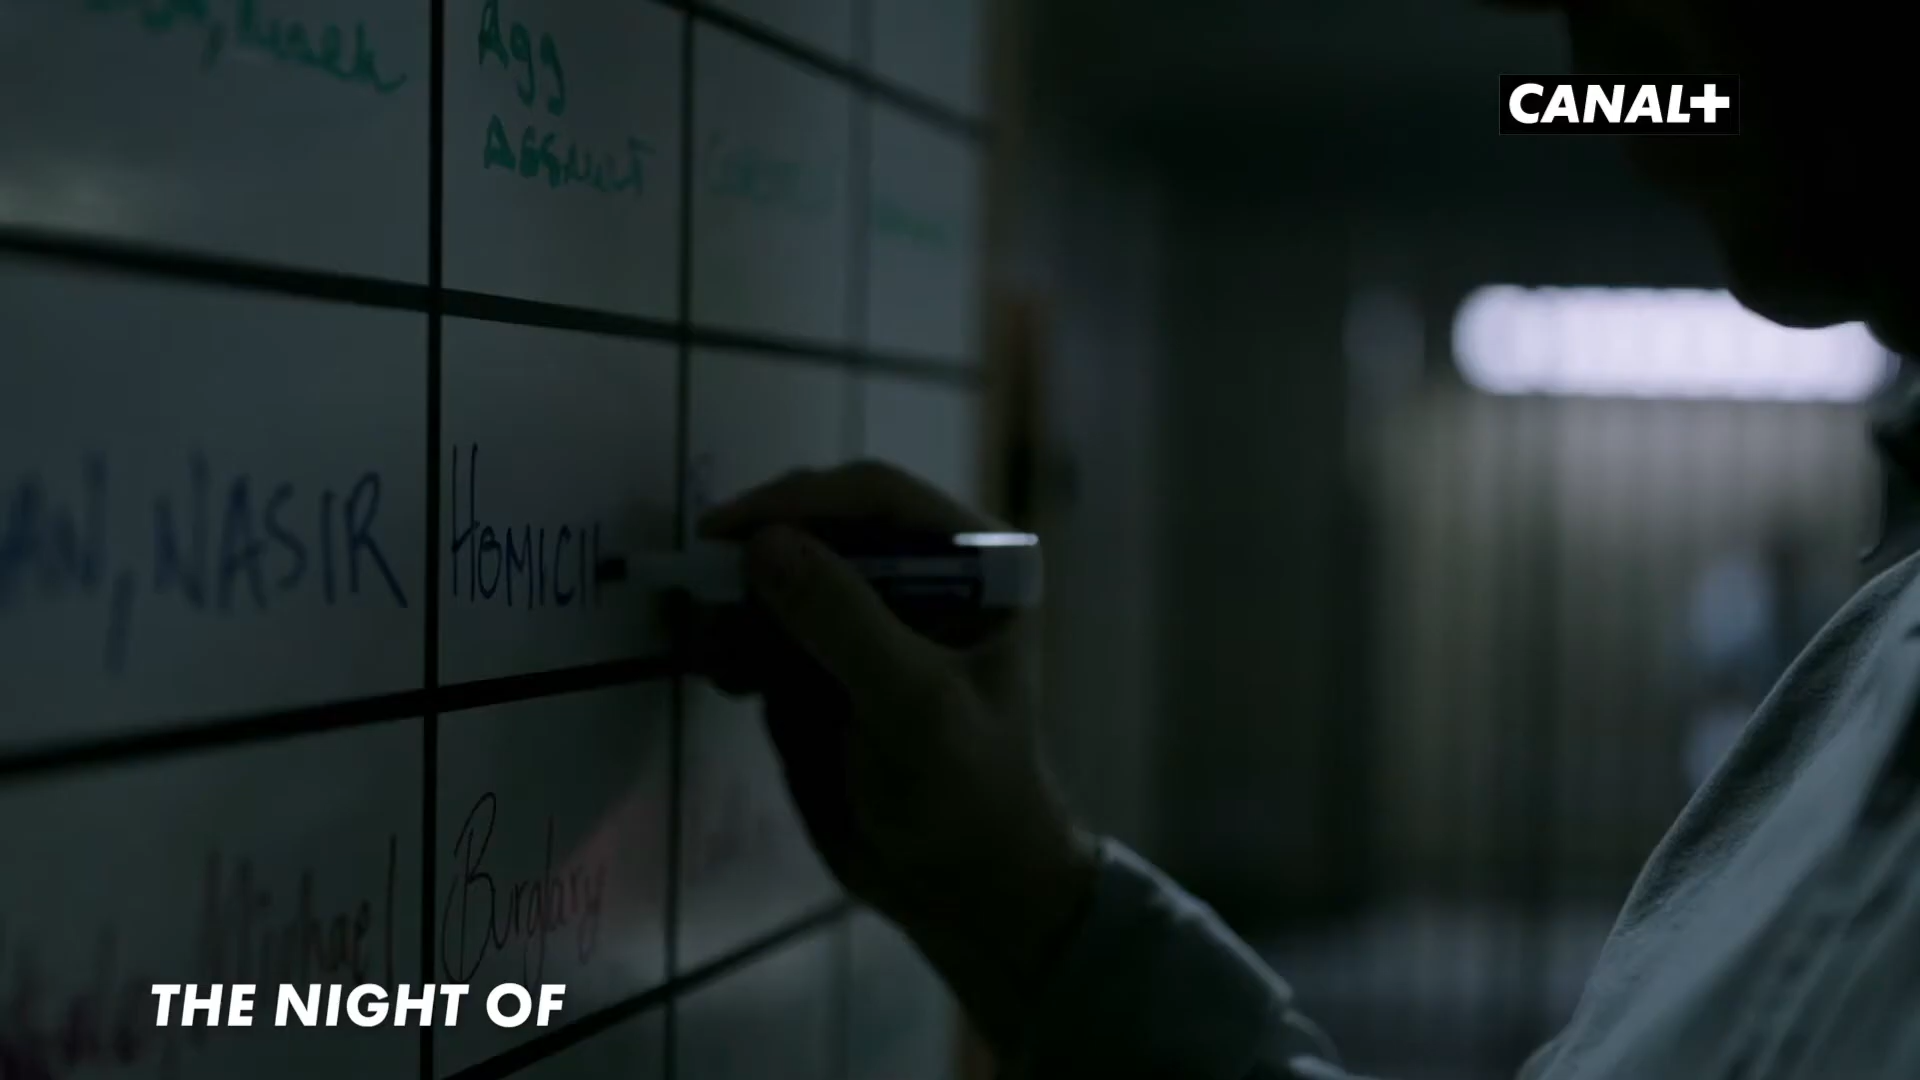 Agg
Assault
CANAL+
AN, NASIR
HOMICI
Michael
Burglary
THE NIGHT OF